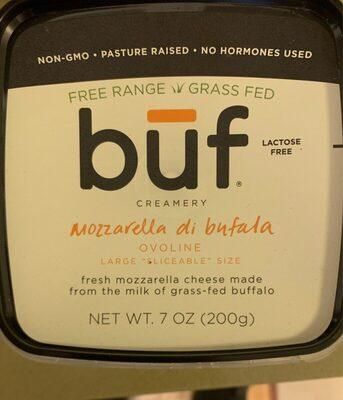 NON-GMO • PASTURE RAISED • NO HORMONES USED
FREE RANGE GRASS FED
būf®
LACTOSE
FREE
CREAMERY
mozzarella di bufala
OVOLINE
LARGE "SLICEABLE" SIZE
fresh mozzarella cheese made
from the milk of grass-fed buffalo
NET WT. 7 OZ (200g)